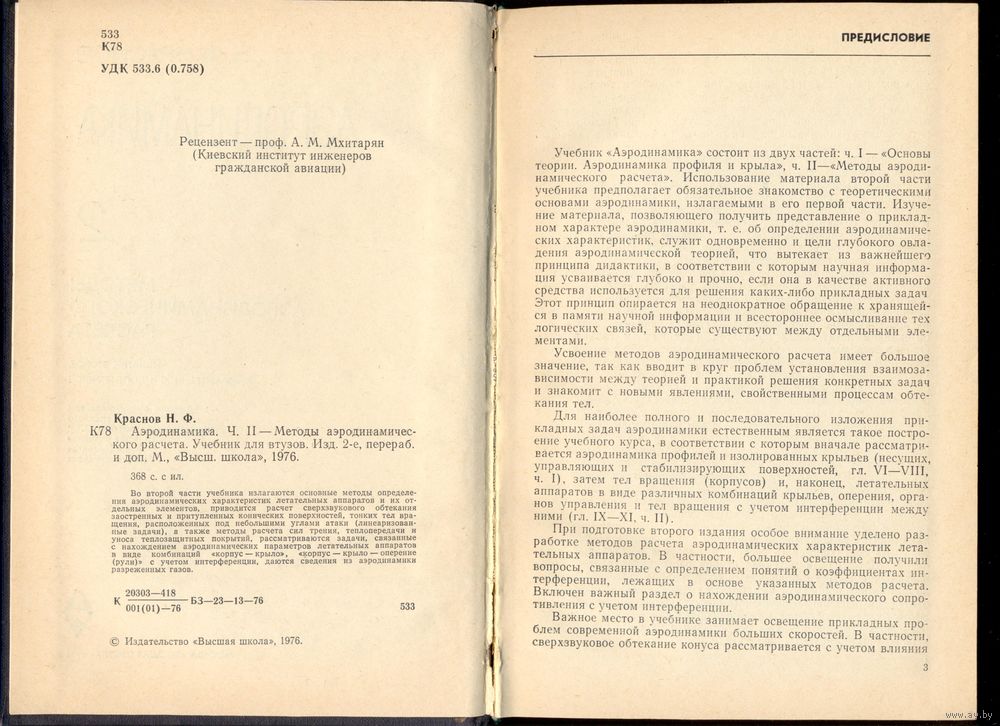 533
К78
УДК 533.6 (0.758)
Рецензент — проф. А. М. Мхитарян
(Киевский институт инженеров
гражданской авиации)
Краснов Н. Ф.
К78 Аэродинамика. Ч. II — Методы аэродинамичес-
кого расчета. Учебник для втузов. Изд. 2-е, перераб.
и доп. М., «Высш. школа», 1976.
368 с. с ил.
Во второй части учебника излагаются основные методы определе-
ния аэродинамических характеристик летательных аппаратов и их от-
дельных элементов, приводится расчет сверхзвукового обтекания
заостренных и притупленных конических поверхностей, тонких тел вра-
щения, расположенных под небольшими углами атаки (линеаризован-
ные задачи), а также методы расчета сил трения, теплопередачи и
уноса теплозащитных покрытий, рассматриваются задачи, связанные
с нахождением аэродинамических параметров летательных аппаратов
в виде комбинаций «корпус — крыло», «корпус — крыло — оперение
(рули)» с учетом интерференции, даются сведения из аэродинамики
разреженных газов.
К 20303—418
001(01)—76 БЗ—23—13—76
533
© Издательство «Высшая школа», 1976.
ПРЕДИСЛОВИЕ
Учебник «Аэродинамика» состоит из двух частей: ч. I — «Основы
теории. Аэродинамика профиля и крыла», ч. II—«Методы аэроди-
намического расчета». Использование материала второй части
учебника предполагает обязательное знакомство с теоретическими
основами аэродинамики, излагаемыми в его первой части. Изуче-
ние материала, позволяющего получить представление о приклад-
ном характере аэродинамики, т. е. об определении аэродинамиче-
ских характеристик, служит одновременно и цели глубокого овла-
дения аэродинамической теорией, что вытекает из важнейшего
принципа дидактики, в соответствии с которым научная информа-
ция усваивается глубоко и прочно, если она в качестве активного
средства используется для решения каких-либо прикладных задач
Этот принцип опирается на неоднократное обращение к хранящей-
ся в памяти научной информации и всестороннее осмысливание тех
логических связей, которые существуют между отдельными эле-
ментами.
Усвоение методов аэродинамического расчета имеет большое
значение, так как вводит в круг проблем установления взаимоза-
висимости между теорией и практикой решения конкретных задач
и знакомит с новыми явлениями, свойственными процессам обте-
кания тел.
Для наиболее полного и последовательного изложения при-
кладных задач аэродинамики естественным является такое постро-
ение учебного курса, в соответствии с которым вначале рассматри-
вается аэродинамика профилей и изолированных крыльев (несущих,
управляющих и стабилизирующих поверхностей, гл. VI—VIII,
ч. I), затем тел вращения (корпусов) и, наконец, летательных
аппаратов в виде различных комбинаций крыльев, оперения, орга-
нов управления и тел вращения с учетом интерференции между
ними (гл. IX—XI, ч. II).
При подготовке второго издания особое внимание уделено раз-
работке методов расчета аэродинамических характеристик лета-
тельных аппаратов. В частности, большее освещение получили
вопросы, связанные с определением понятий о коэффициентах ин-
терференции, лежащих в основе указанных методов расчета.
Включен важный раздел о нахождении аэродинамического сопро-
тивления с учетом интерференции.
Важное место в учебнике занимает освещение прикладных про-
блем современной аэродинамики больших скоростей. В частности,
сверхзвуковое обтекание конуса рассматривается с учетом влияния
3
www.ay.by